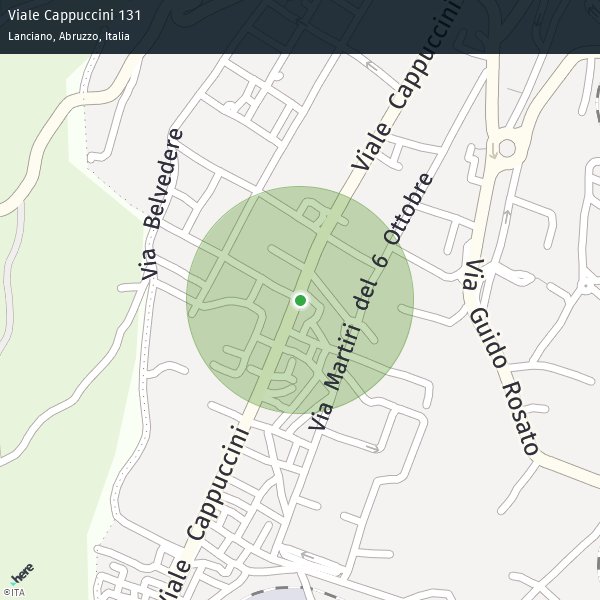 Viale Cappuccini 131
Lanciano, Abruzzo, Italia
Viale Cappuccini
Via Belvedere
Via Martiri del 6 Ottobre
Via Guido Rosato
Viale Cappuccini
here
©ITA